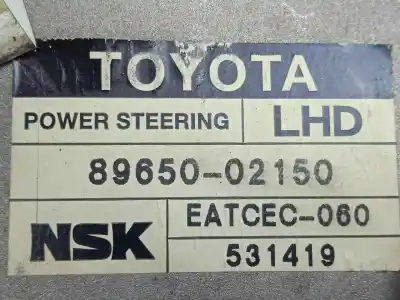 TOYOTA
POWER STEERING LHD
89650-02150
NSK EATCEC-060
531419